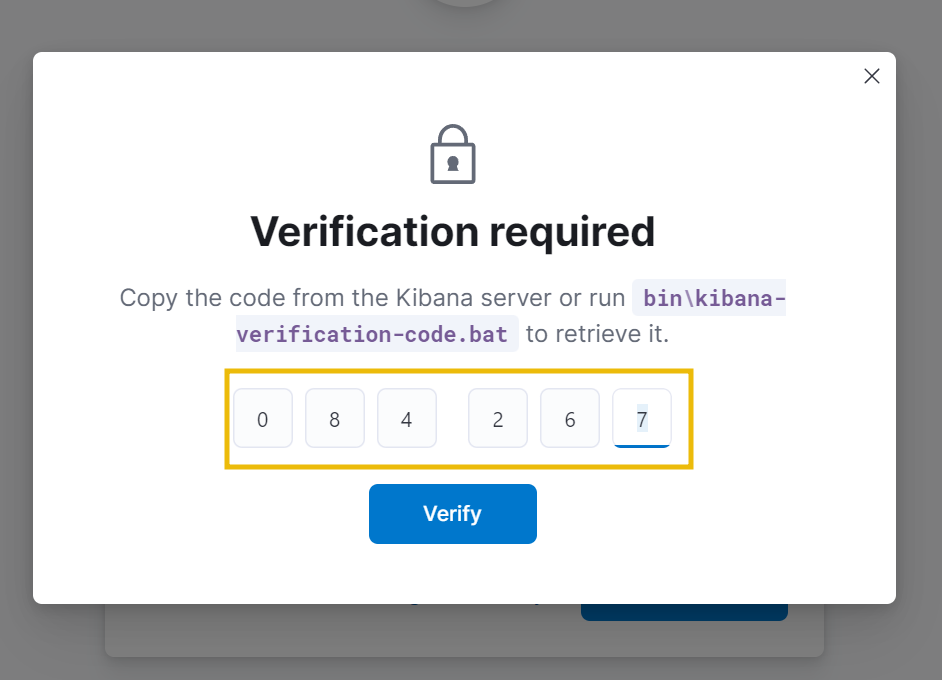 Verification required
Copy the code from the Kibana server or run bin\kibana-
verification-code.bat to retrieve it.
0 8 4 2 6 7
Verify